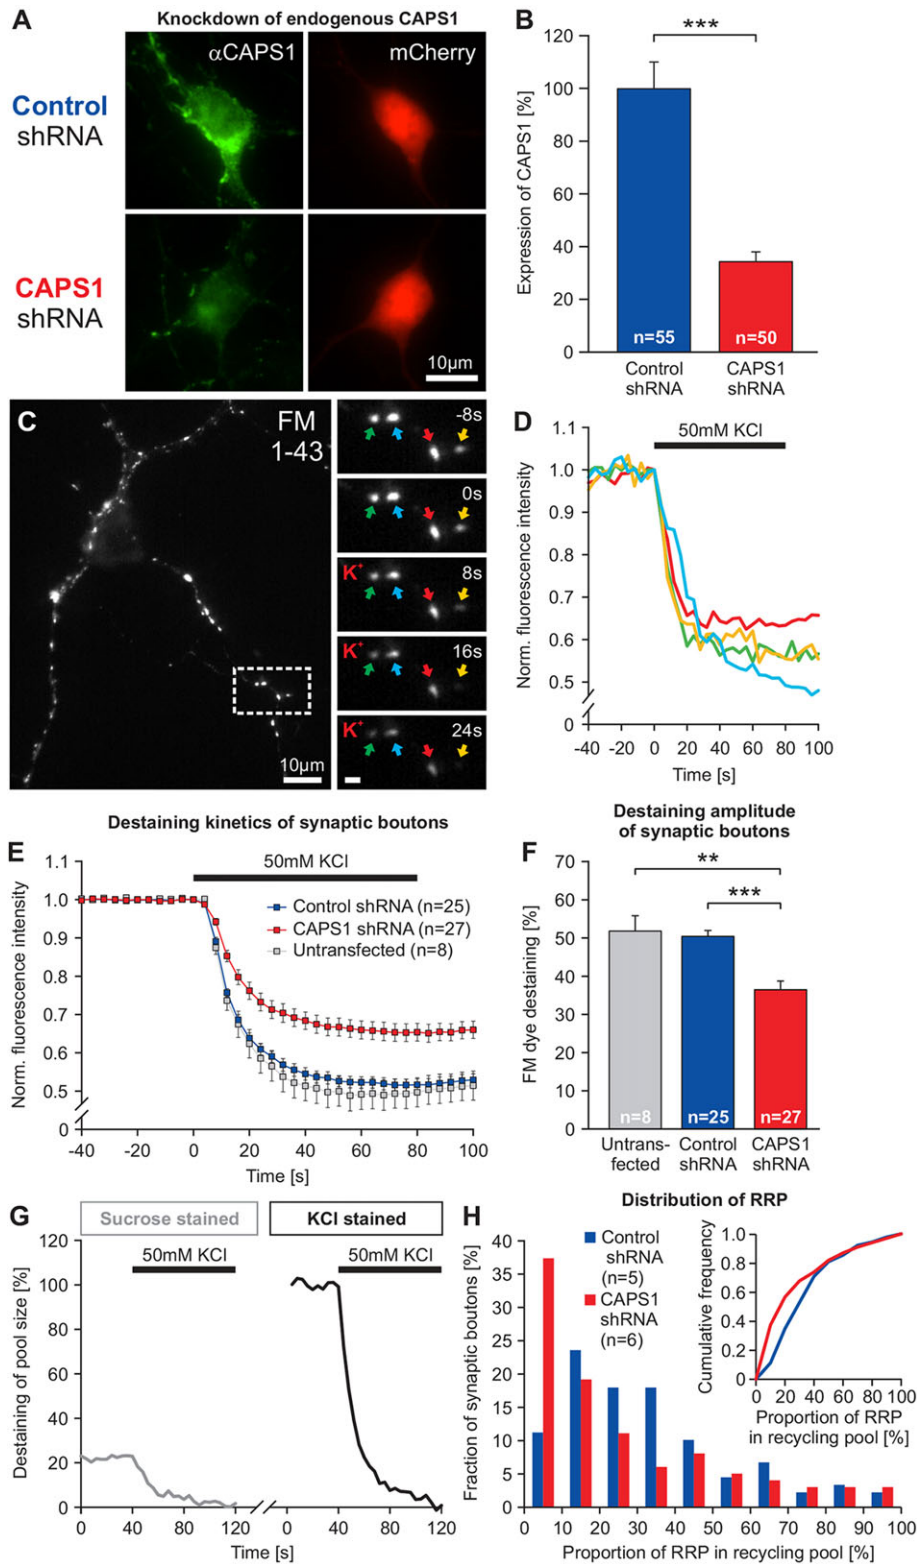 A
Knockdown of endogenous CAPS1
αCAPS1
mCherry
Control
shRNA
CAPS1
shRNA
10µm
B
***
Expression of CAPS1 [%]
120
100
80
60
40
20
0
n=55
n=50
Control
shRNA
CAPS1
shRNA
C
FM
1-43
10µm
-8s
0s
K+
8s
K+
16s
K+
24s
D
50mM KCl
Norm. fluorescence intensity
1.1
1.0
0.9
0.8
0.7
0.6
0.5
0
-40 -20 0 20 40 60 80 100
Time [s]
Destaining kinetics of synaptic boutons
E
50mM KCl
Norm. fluorescence intensity
1.1
1.0
0.9
0.8
0.7
0.6
0.5
0
Control shRNA (n=25)
CAPS1 shRNA (n=27)
Untransfected (n=8)
-40 -20 0 20 40 60 80 100
Time [s]
Destaining amplitude
of synaptic boutons
F
**
***
FM dye destaining [%]
70
60
50
40
30
20
10
0
n=8
n=25
n=27
Untrans-
fected
Control
shRNA
CAPS1
shRNA
G
Sucrose stained
KCl stained
50mM KCl
50mM KCl
Destaining of pool size [%]
120
100
80
60
40
20
0
0 40 80 120 0 40 80 120
Time [s]
Distribution of RRP
H
Fraction of synaptic boutons [%]
40
35
30
25
20
15
10
5
0
Control
shRNA
(n=5)
CAPS1
shRNA
(n=6)
Cumulative frequency
1.0
0.8
0.6
0.4
0.2
0
0 20 40 60 80 100
Proportion of RRP
in recycling pool [%]
0 10 20 30 40 50 60 70 80 90 100
Proportion of RRP in recycling pool [%]